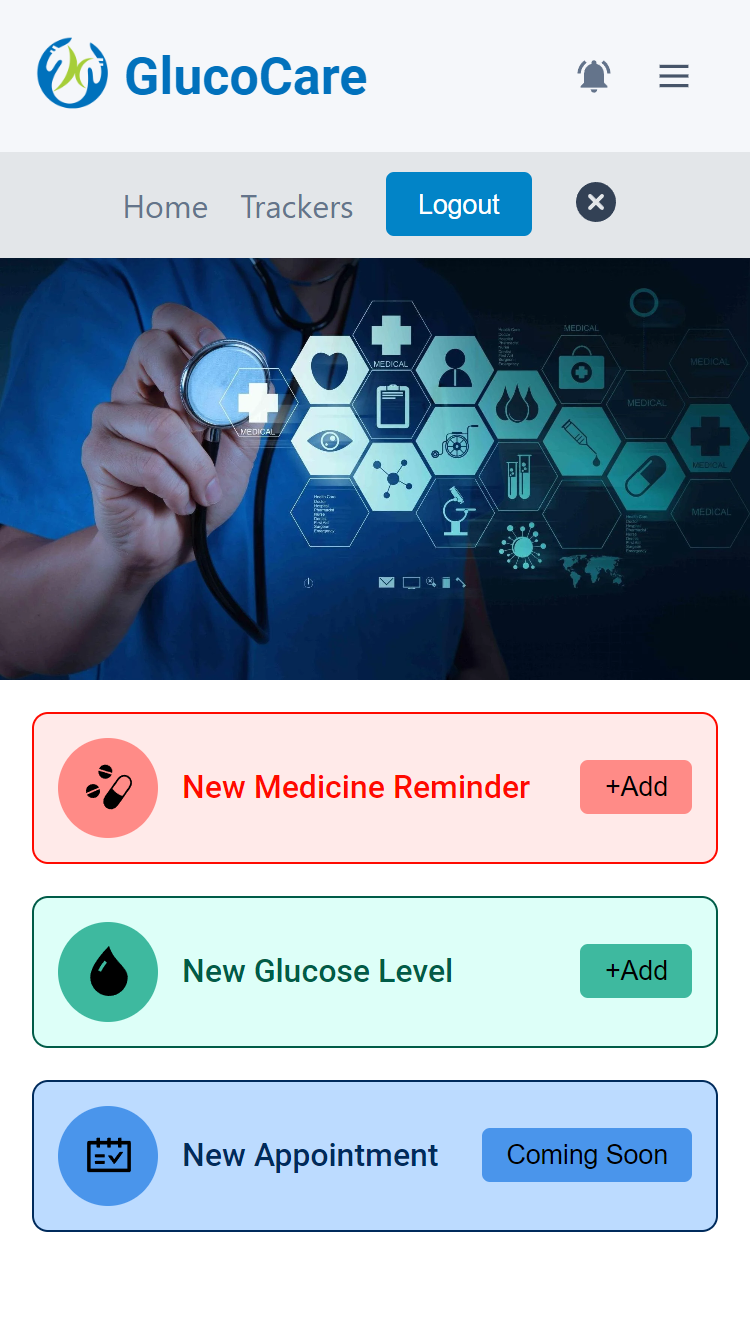 GlucoCare
Home Trackers Logout
MEDICAL
MEDICAL
MEDICAL
MEDICAL
MEDICAL
MEDICAL
MEDICAL
New Medicine Reminder +Add
New Glucose Level +Add
New Appointment Coming Soon